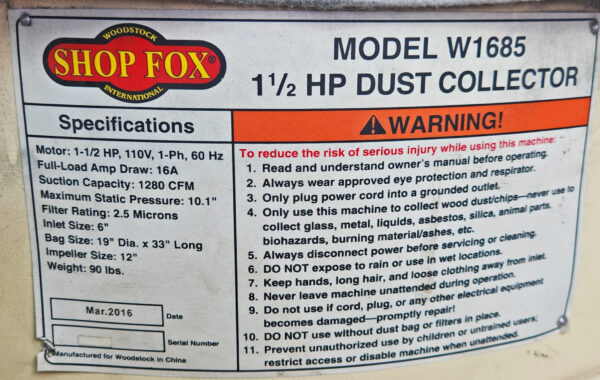 WOODSTOCK
SHOP FOX®
INTERNATIONAL
MODEL W1685
1 1/2 HP DUST COLLECTOR
Specifications
Motor: 1-1/2 HP, 110V, 1-Ph, 60 Hz
Full-Load Amp Draw: 16A
Suction Capacity: 1280 CFM
Maximum Static Pressure: 10.1"
Filter Rating: 2.5 Microns
Inlet Size: 6"
Bag Size: 19" Dia. x 33" Long
Impeller Size: 12"
Weight: 90 lbs.
Mar.2016
Date
Serial Number
Manufactured for Woodstock in China
WARNING!
To reduce the risk of serious injury while using this machine:
1. Read and understand owner's manual before operating.
2. Always wear approved eye protection and respirator.
3. Only plug power cord into a grounded outlet.
4. Only use this machine to collect wood dust/chips—never use to
collect glass, metal, liquids, asbestos, silica, animal parts,
biohazards, burning material/ashes, etc.
5. Always disconnect power before servicing or cleaning.
6. DO NOT expose to rain or use in wet locations.
7. Keep hands, long hair, and loose clothing away from inlet.
8. Never leave machine unattended during operation.
9. Do not use if cord, plug, or any other electrical equipment
becomes damaged—promptly repair!
10. DO NOT use without dust bag or filters in place.
11. Prevent unauthorized use by children or untrained users;
restrict access or disable machine when unattended.